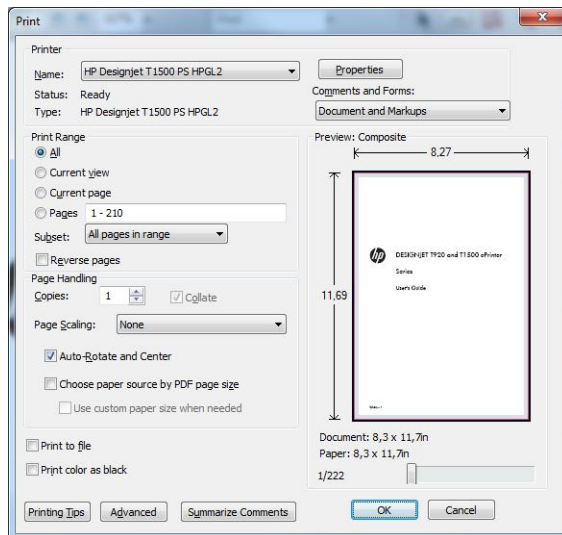 Print
Printer
Name: HP Designjet T1500 PS HPGL2
Properties
Status: Ready
Comments and Forms:
Type: HP Designjet T1500 PS HPGL2
Document and Markups
Print Range
All
Current view
Current page
Pages 1 - 210
Subset: All pages in range
Reverse pages
Page Handling
Copies: 1
Collate
Page Scaling: None
Auto-Rotate and Center
Choose paper source by PDF page size
Use custom paper size when needed
Print to file
Print color as black
Preview: Composite
8,27
11,69
hp
DESIGNJET T920 and T1500 ePrinter
Series
User's Guide
Document: 8,3 x 11,7in
Paper: 8,3 x 11,7in
1/222
Printing Tips
Advanced
Summarize Comments
OK
Cancel